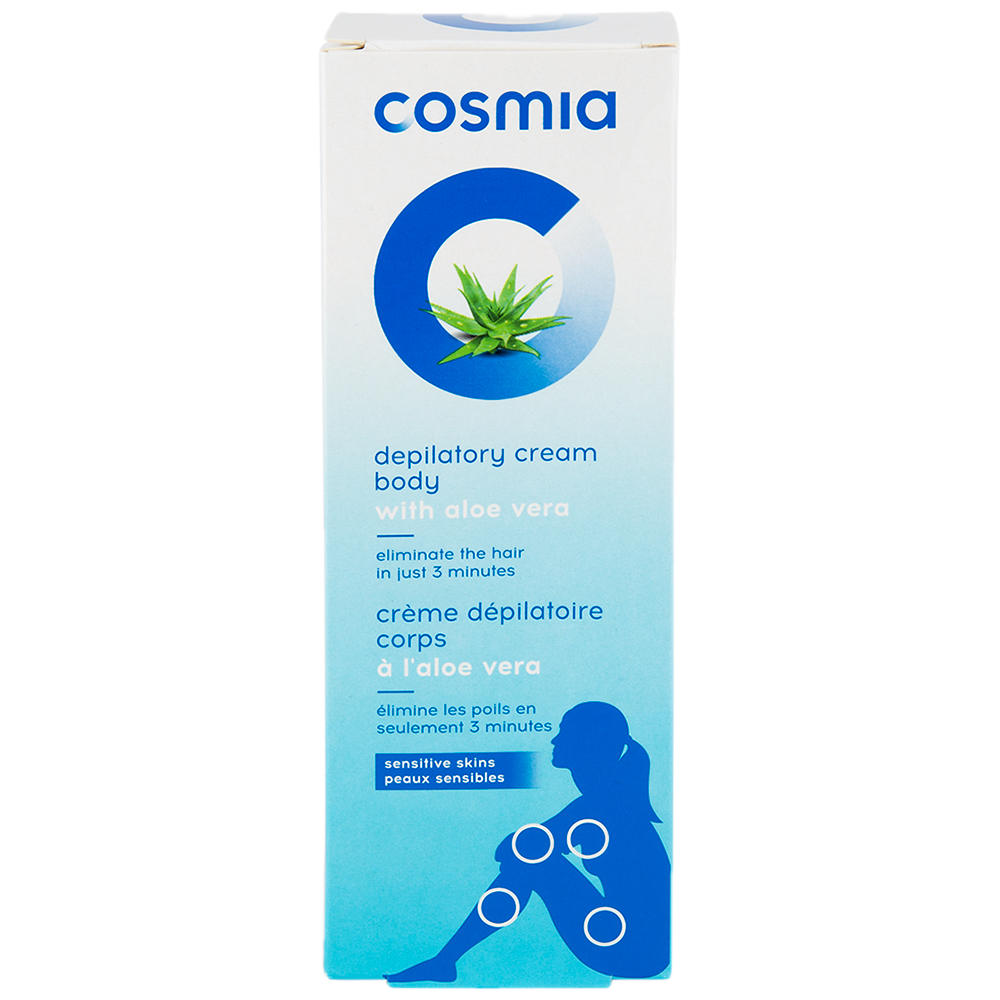 cosmia
depilatory cream
body
with aloe vera
eliminate the hair
in just 3 minutes
crème dépilatoire
corps
à l'aloe vera
élimine les poils en
seulement 3 minutes
sensitive skins
peaux sensibles